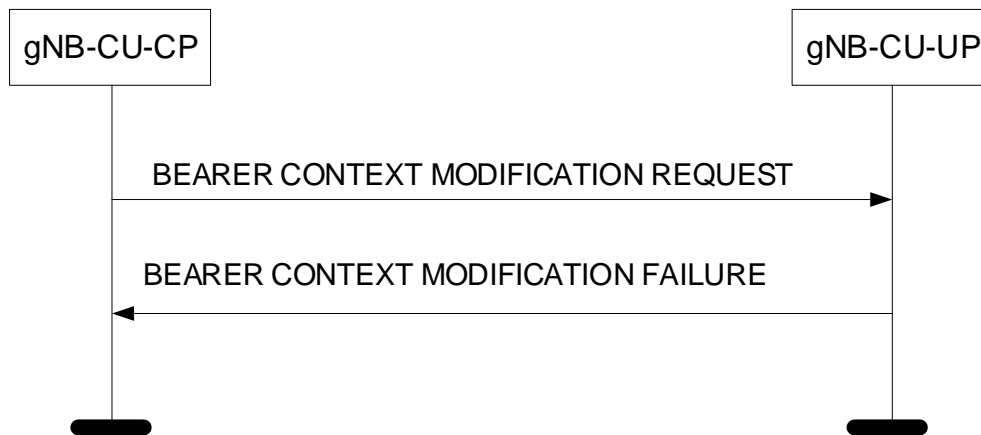 gNB-CU-CP
gNB-CU-UP
BEARER CONTEXT MODIFICATION REQUEST
BEARER CONTEXT MODIFICATION FAILURE